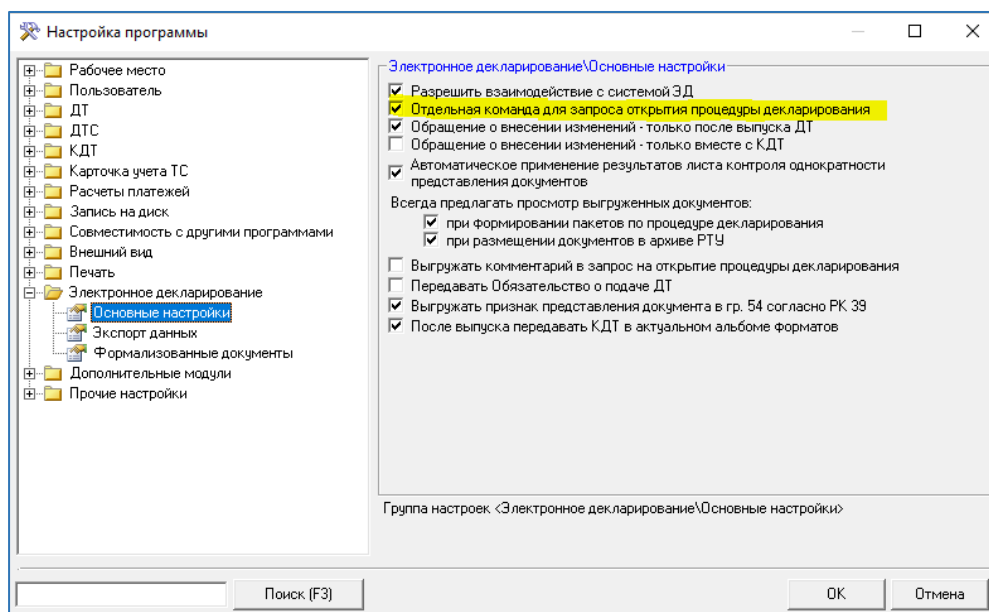 Настройка программы
Рабочее место
Пользователь
ДТ
ДТС
КДТ
Карточка учета ТС
Расчеты платежей
Запись на диск
Совместимость с другими программами
Внешний вид
Печать
Электронное декларирование
Основные настройки
Экспорт данных
Формализованные документы
Дополнительные модули
Прочие настройки
Электронное декларирование\Основные настройки
Разрешить взаимодействие с системой ЭД
Отдельная команда для запроса открытия процедуры декларирования
Обращение о внесении изменений - только после выпуска ДТ
Обращение о внесении изменений - только вместе с КДТ
Автоматическое применение результатов листа контроля однократности
представления документов
Всегда предлагать просмотр выгруженных документов:
при формировании пакетов по процедуре декларирования
при размещении документов в архиве РТУ
Выгружать комментарий в запрос на открытие процедуры декларирования
Передавать Обязательство о подаче ДТ
Выгружать признак представления документа в гр. 54 согласно РК 39
После выпуска передавать КДТ в актуальном альбоме форматов
Группа настроек <Электронное декларирование\Основные настройки>
Поиск (F3)
OK
Отмена